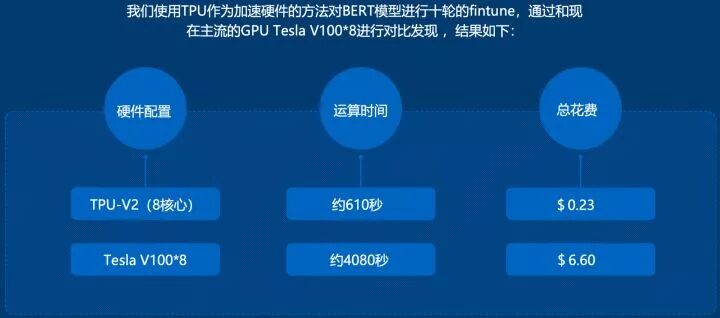 我们使用TPU作为加速硬件的方法对BERT模型进行十轮的fintune，通过和现
在主流的GPU Tesla V100*8进行对比发现 ，结果如下：
硬件配置
运算时间
总花费
TPU-V2（8核心）
约610秒
$ 0.23
Tesla V100*8
约4080秒
$ 6.60